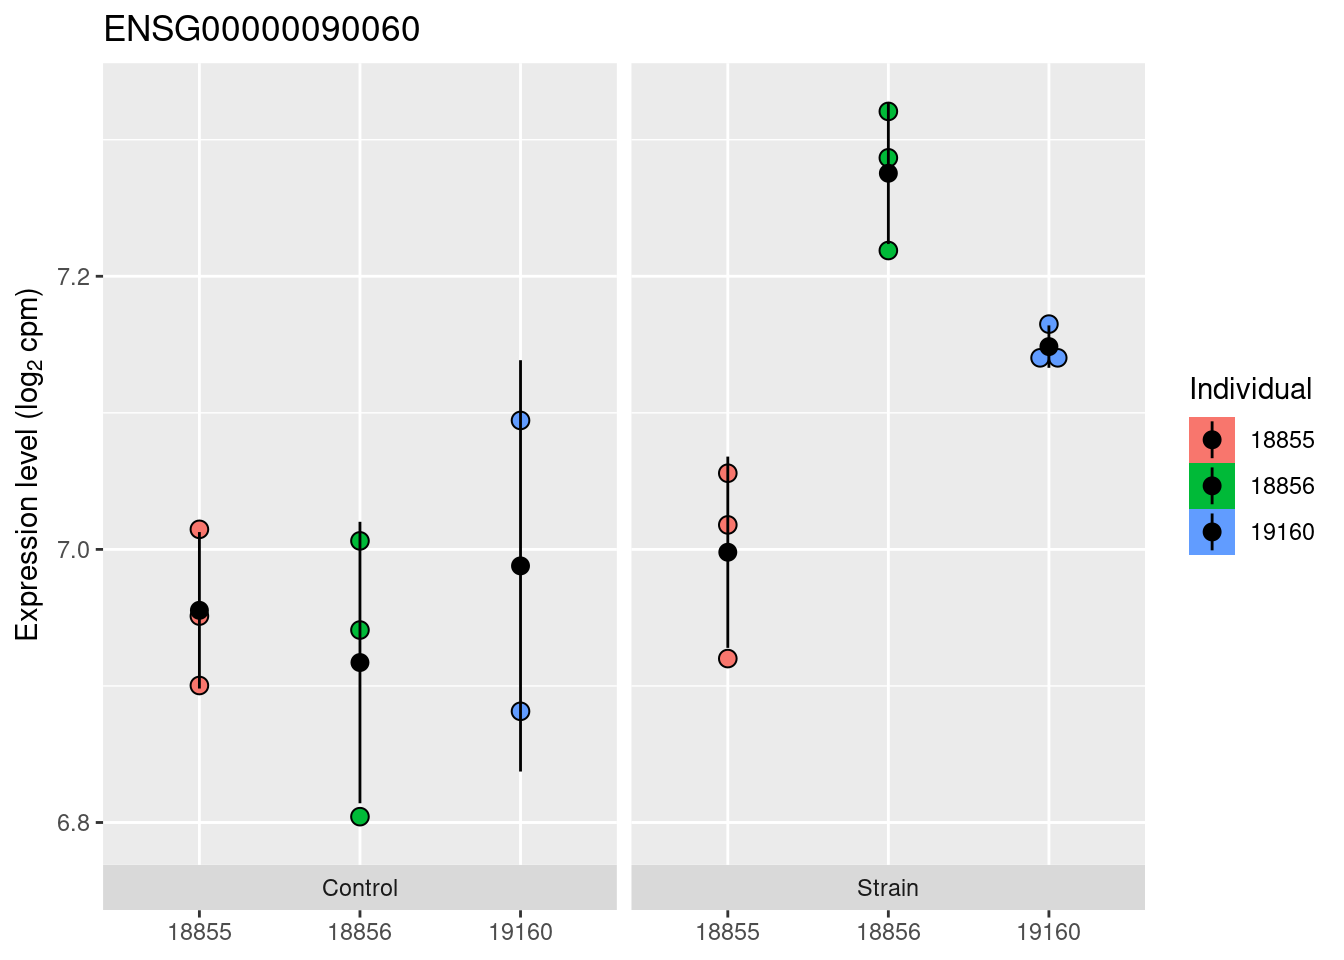 ENSG00000090060
Expression level (log₂ cpm)
7.2
7.0
6.8
Control
Strain
18855
18856
19160
18855
18856
19160
Individual
18855
18856
19160